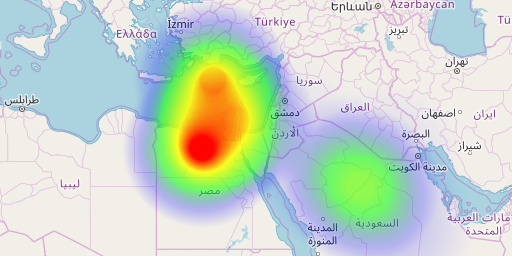 Azərbaycan
Երևան
Türkiye
İzmir
Ελλάδα
تبریز
تهران
سوريا
طرابلس
دمشق
العراق
اصفهان
ایران
الأردن
البصرة
شیراز
مدينة الكويت
ليبيا
مصر
المدينة
المنورة
السعودية
مارات العربية
المتحدة